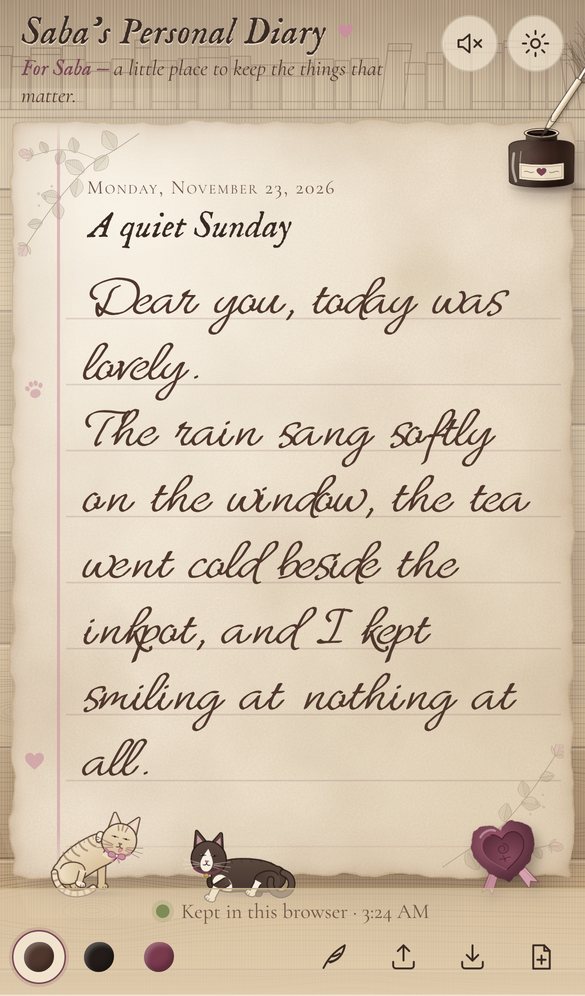 Saba's Personal Diary
For Saba — a little place to keep the things that
matter.
Monday, November 23, 2026
A quiet Sunday
Dear you, today was
lovely.
The rain sang softly
on the window, the tea
went cold beside the
inkpot, and I kept
smiling at nothing at
all.
Kept in this browser · 3:24 AM